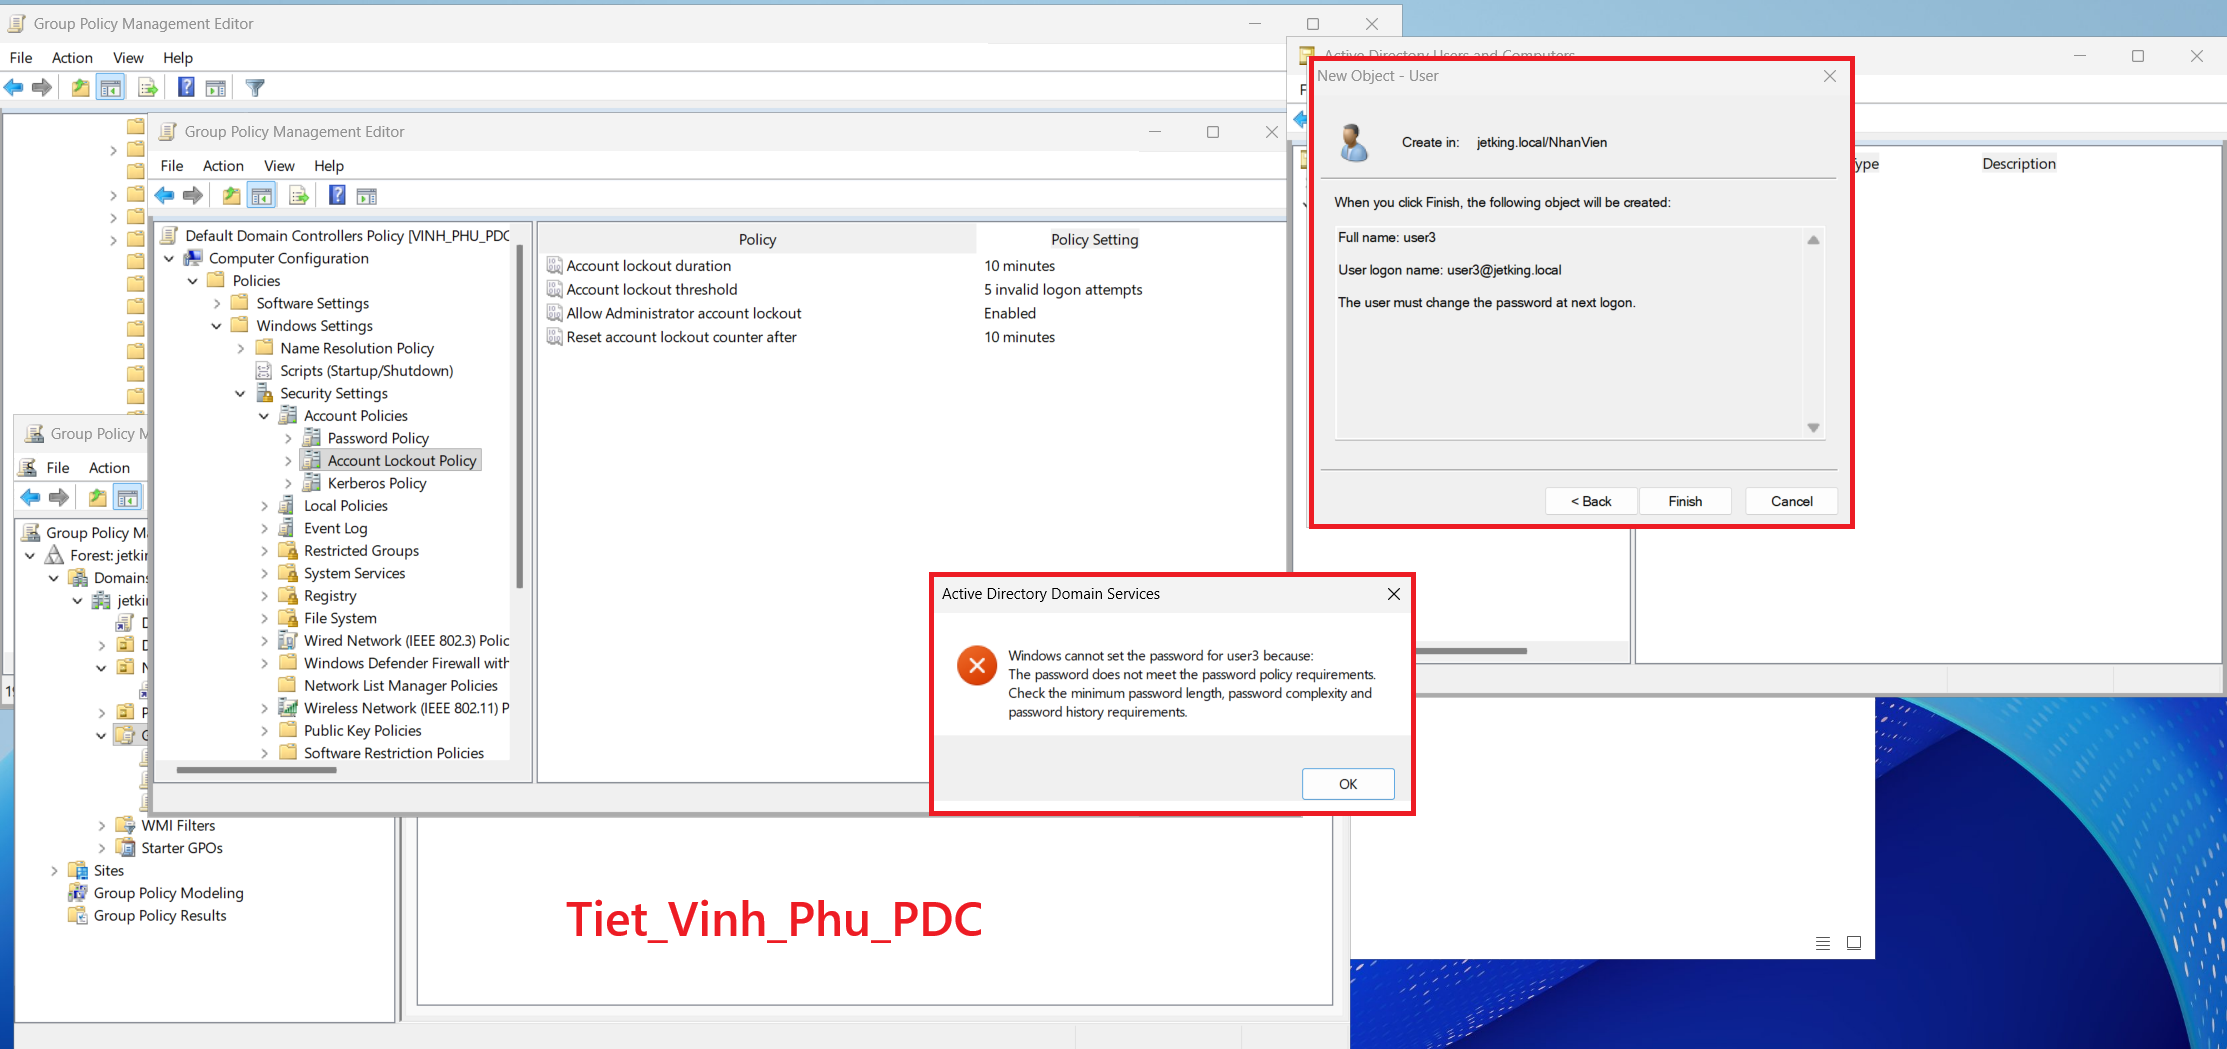 Group Policy Management Editor
File Action View Help
Group Policy Management Editor
File Action View Help
Default Domain Controllers Policy [VINH_PHU_PDC
Computer Configuration
Policies
Software Settings
Windows Settings
Name Resolution Policy
Scripts (Startup/Shutdown)
Security Settings
Account Policies
Password Policy
Account Lockout Policy
Kerberos Policy
Local Policies
Event Log
Restricted Groups
System Services
Registry
File System
Wired Network (IEEE 802.3) Polic
Windows Defender Firewall with
Network List Manager Policies
Wireless Network (IEEE 802.11) P
Public Key Policies
Software Restriction Policies
Policy Policy Setting
Account lockout duration 10 minutes
Account lockout threshold 5 invalid logon attempts
Allow Administrator account lockout Enabled
Reset account lockout counter after 10 minutes
Group Policy M
File Action
Group Policy M
Forest: jetkin
Domains
jetkin
D
D
N
P
G
WMI Filters
Starter GPOs
Sites
Group Policy Modeling
Group Policy Results
Active Directory Users and Computers
F
ype Description
New Object - User
Create in: jetking.local/NhanVien
When you click Finish, the following object will be created:
Full name: user3
User logon name: user3@jetking.local
The user must change the password at next logon.
< Back Finish Cancel
Active Directory Domain Services
Windows cannot set the password for user3 because:
The password does not meet the password policy requirements.
Check the minimum password length, password complexity and
password history requirements.
OK
Tiet_Vinh_Phu_PDC